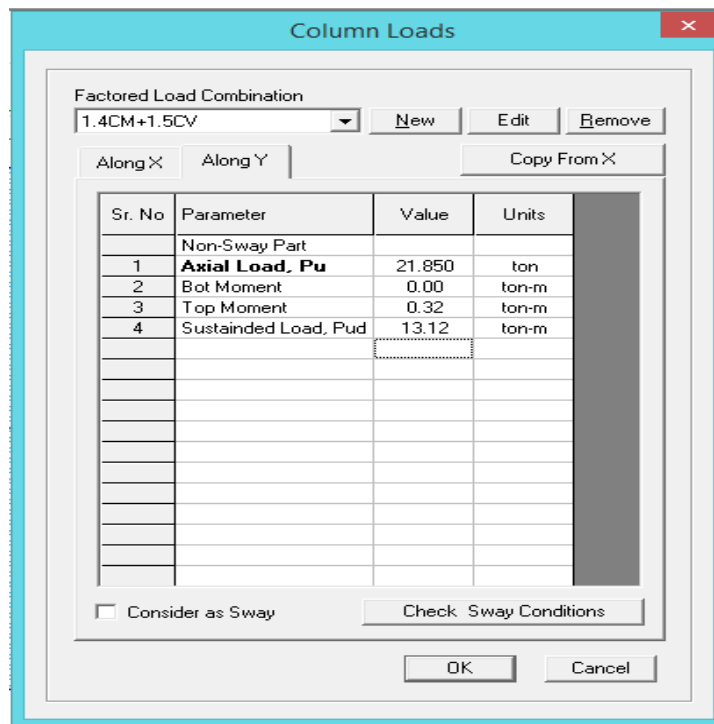 Column Loads
Factored Load Combination
1.4CM+1.5CV New Edit Remove
Along X Along Y Copy From X
Sr. No Parameter Value Units
Non-Sway Part
1 Axial Load, Pu 21.850 ton
2 Bot Moment 0.00 ton-m
3 Top Moment 0.32 ton-m
4 Sustainded Load, Pud 13.12 ton-m
Consider as Sway Check Sway Conditions
OK Cancel